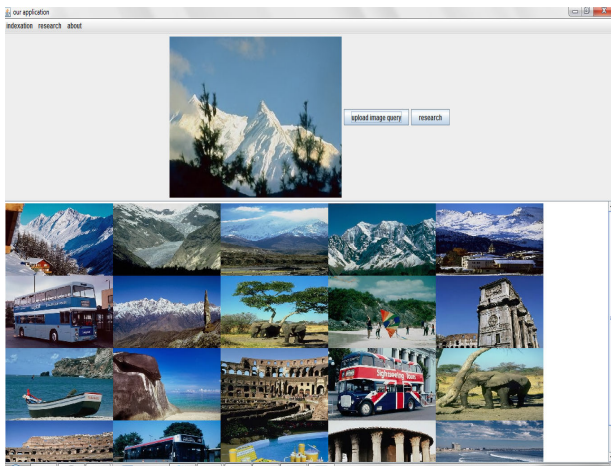 our application
indexation research about
upload image query research
Sightseeing Tours